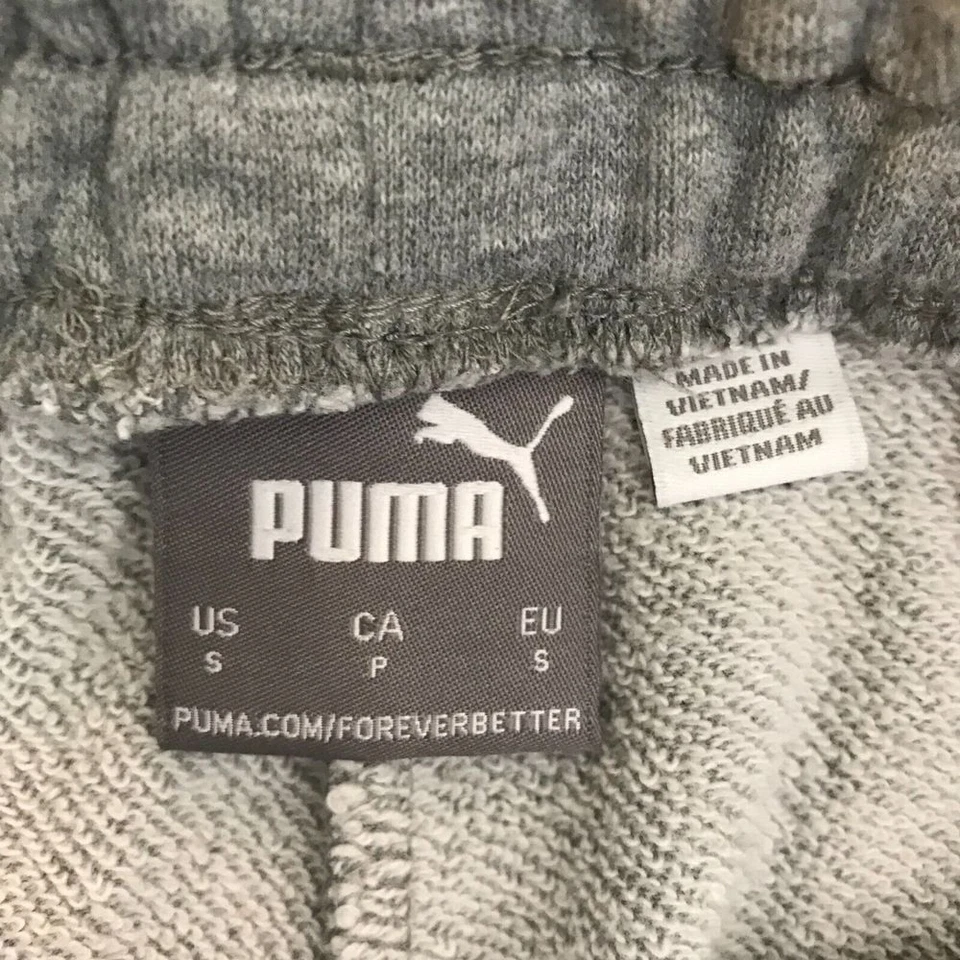 MADE IN
VIETNAM/
FABRIQUÉ AU
VIETNAM
PUMA
US CA EU
S P S
PUMA.COM/FOREVERBETTER